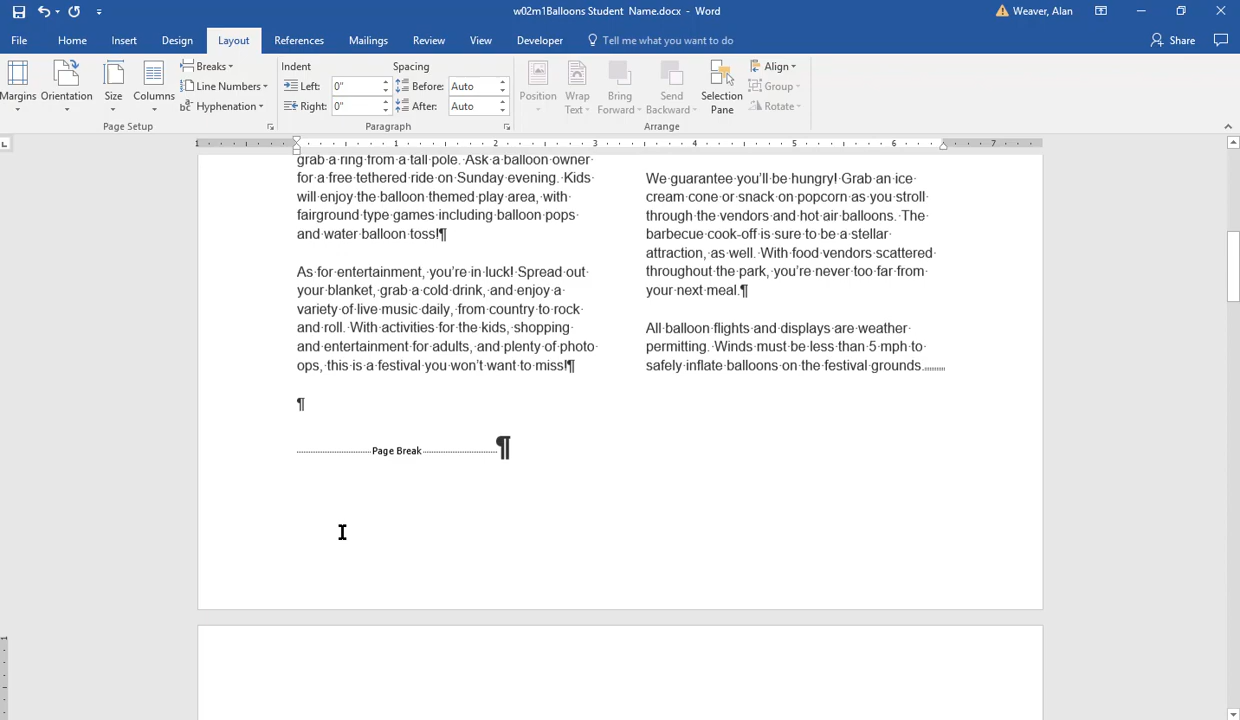 w02m1Balloons Student Name.docx - Word
Weaver, Alan
File Home Insert Design Layout References Mailings Review View Developer Tell me what you want to do Share
Margins Orientation Size Columns
Breaks
Line Numbers
Hyphenation
Page Setup
Indent
Left: 0"
Right: 0"
Spacing
Before: Auto
After: Auto
Paragraph
Position
Wrap Text
Bring Forward
Send Backward
Selection Pane
Align
Group
Rotate
Arrange
1 1 2 3 4 5 6 7
grab·a·ring·from·a·tall·pole.·Ask·a·balloon·owner·
for·a·free·tethered·ride·on·Sunday·evening.·Kids·
will·enjoy·the·balloon·themed·play·area,·with·
fairground·type·games·including·balloon·pops·
and·water·balloon·toss!¶
As·for·entertainment,·you're·in·luck!·Spread·out·
your·blanket,·grab·a·cold·drink,·and·enjoy·a·
variety·of·live·music·daily,·from·country·to·rock·
and·roll.·With·activities·for·the·kids,·shopping·
and·entertainment·for·adults,·and·plenty·of·photo·
ops,·this·is·a·festival·you·won't·want·to·miss!¶
¶
Page Break¶
We·guarantee·you'll·be·hungry!·Grab·an·ice·
cream·cone·or·snack·on·popcorn·as·you·stroll·
through·the·vendors·and·hot·air·balloons.·The·
barbecue·cook-off·is·sure·to·be·a·stellar·
attraction,·as·well.·With·food·vendors·scattered·
throughout·the·park,·you're·never·too·far·from·
your·next·meal.¶
All·balloon·flights·and·displays·are·weather·
permitting.·Winds·must·be·less·than·5·mph·to·
safely·inflate·balloons·on·the·festival·grounds.